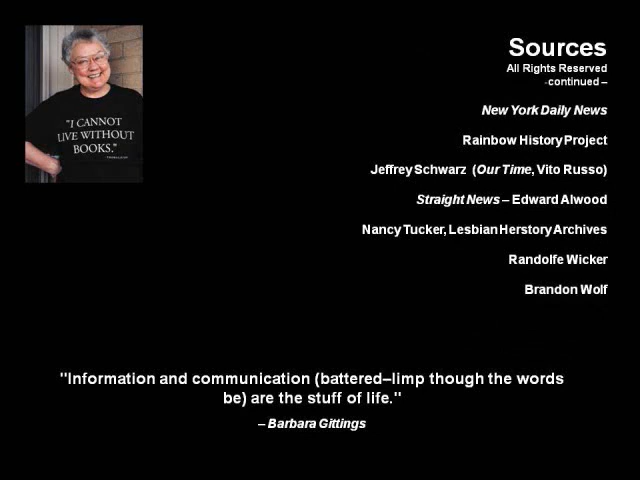 "I CANNOT
LIVE WITHOUT
BOOKS."
Sources
All Rights Reserved
-continued –
New York Daily News
Rainbow History Project
Jeffrey Schwarz (Our Time, Vito Russo)
Straight News – Edward Alwood
Nancy Tucker, Lesbian Herstory Archives
Randolfe Wicker
Brandon Wolf
"Information and communication (battered–limp though the words
be) are the stuff of life."
– Barbara Gittings